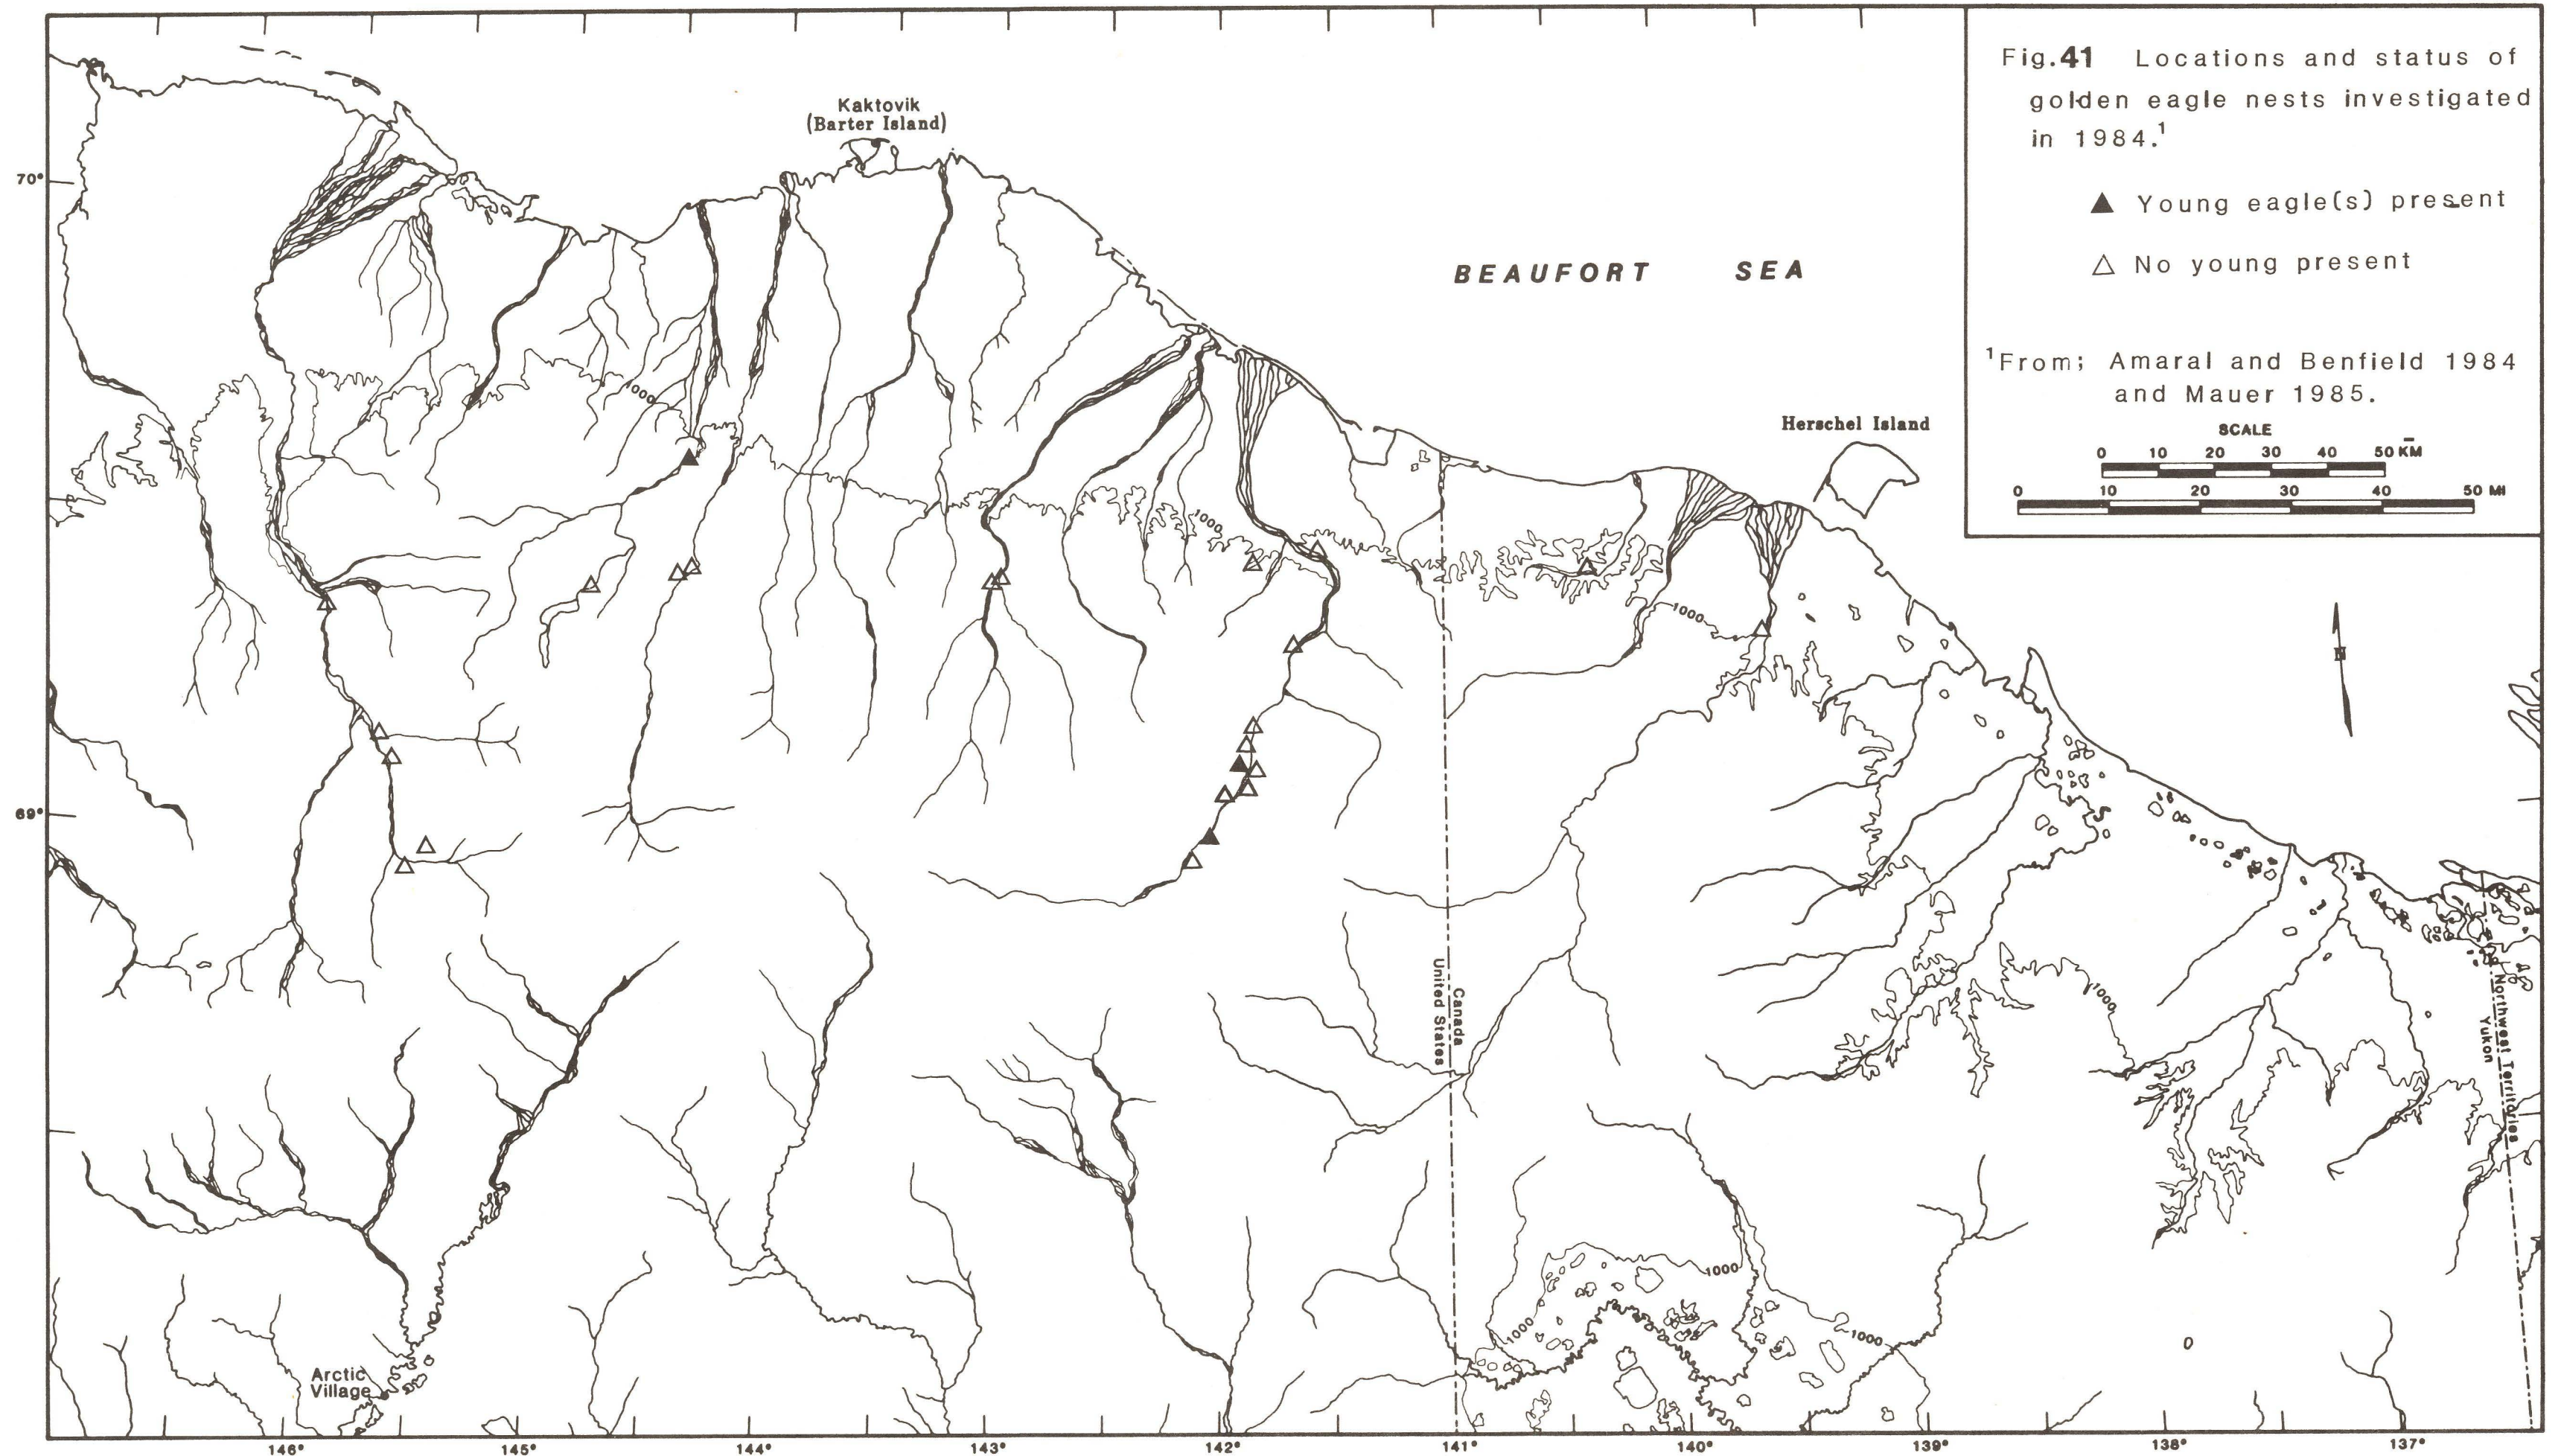 Fig.41 Locations and status of
golden eagle nests investigated
in 1984.¹
Young eagle(s) present
No young present
¹From; Amaral and Benfield 1984
and Mauer 1985.
SCALE
0 10 20 30 40 50 KM
0 10 20 30 40 50 MI
Kaktovik
(Barter Island)
70°
BEAUFORT SEA
1000
Herschel Island
1000
1000
N
69°
United States
Canada
1000
Northwest Territories
Yukon
1000
1000
1000
Arctic
Village
146° 145° 144° 143° 142° 141° 140° 139° 138° 137°